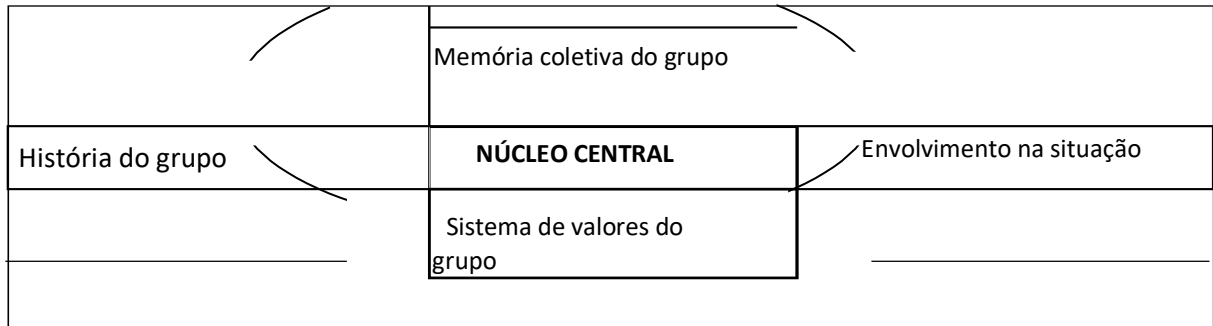 Memória coletiva do grupo
História do grupo
NÚCLEO CENTRAL
Envolvimento na situação
Sistema de valores do
grupo